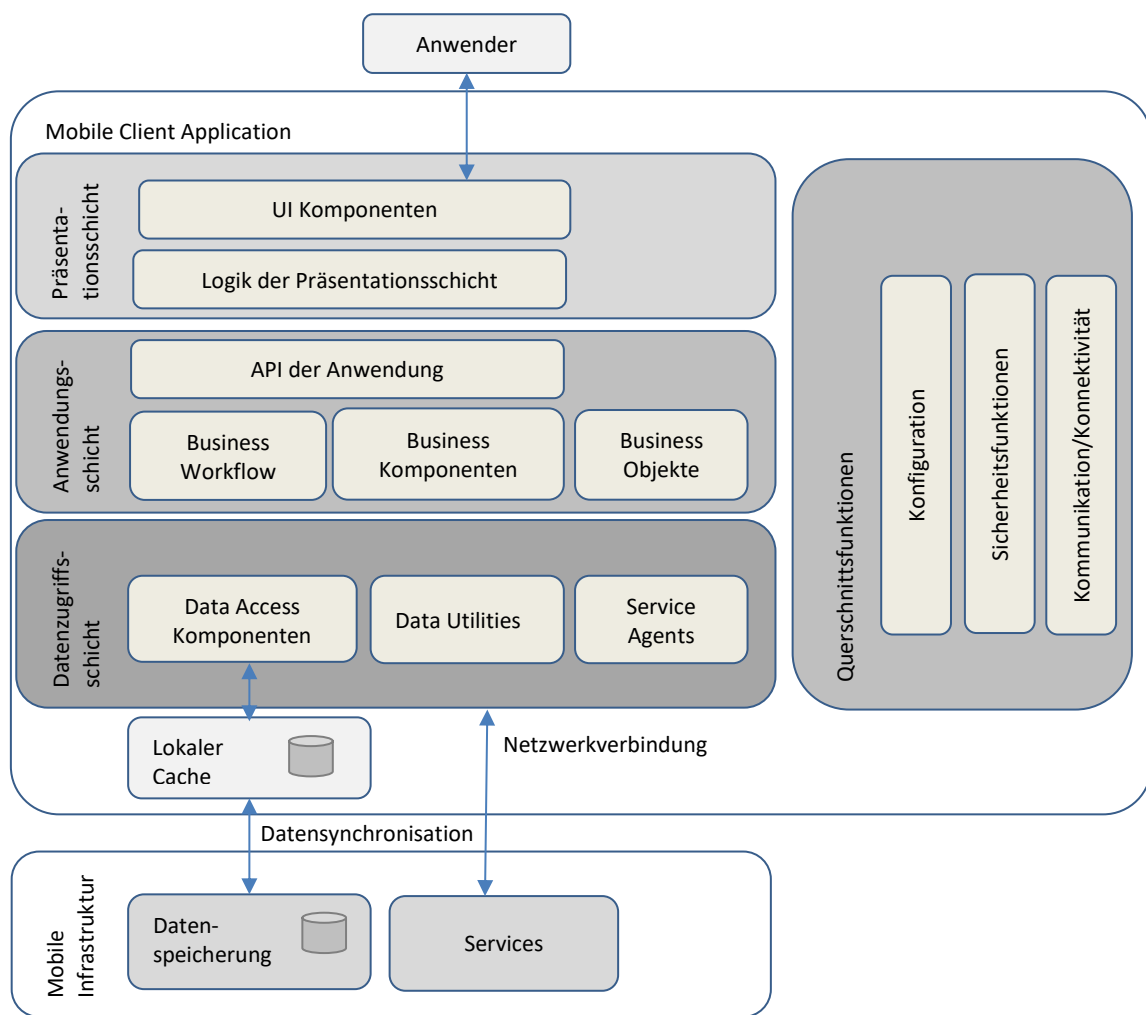 Anwender
Mobile Client Application
Präsenta-
tionsschicht
UI Komponenten
Logik der Präsentationsschicht
Anwendungs-
schicht
API der Anwendung
Business
Workflow
Business
Komponenten
Business
Objekte
Datenzugriffs-
schicht
Data Access
Komponenten
Data Utilities
Service
Agents
Querschnittsfunktionen
Konfiguration
Sicherheitsfunktionen
Kommunikation/Konnektivität
Lokaler
Cache
Netzwerkverbindung
Datensynchronisation
Mobile
Infrastruktur
Daten-
speicherung
Services